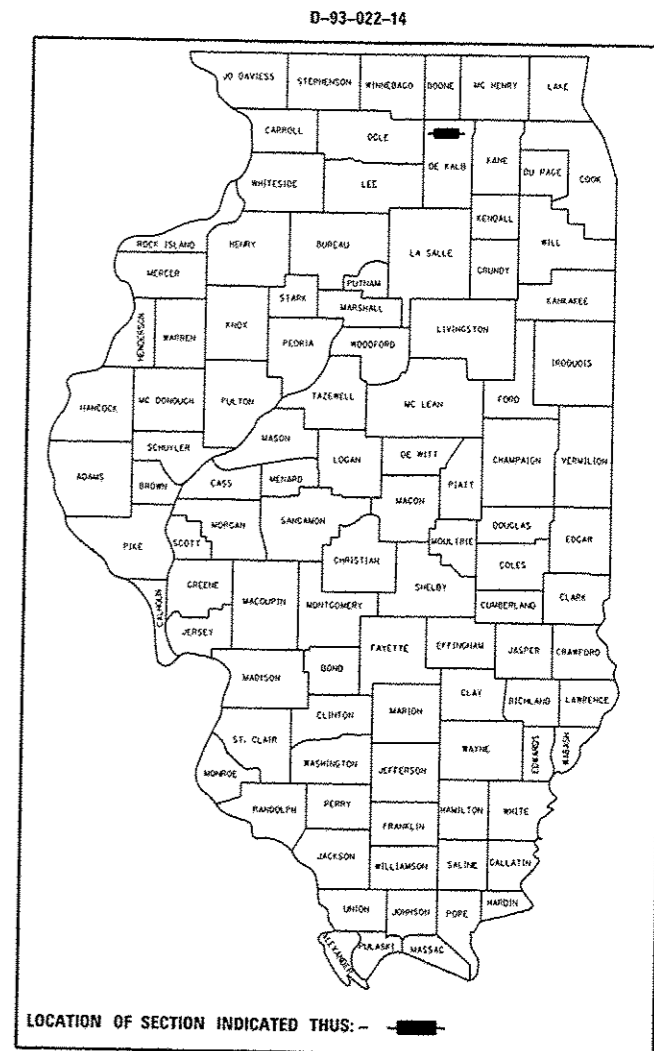 D-93-022-14
JO DAVIESS STEPHENSON WINNEBAGO BOONE MC HENRY LAKE
CARROLL OGLE
DE KALB KANE DU PAGE COOK
WHITESIDE LEE
KENDALL
ROCK ISLAND HENRY BUREAU LA SALLE WILL
MERCER PUTNAM GRUNDY
STARK MARSHALL KANKAKEE
HENDERSON WARREN KNOX LIVINGSTON
PEORIA WOODFORD IROQUOIS
HANCOCK MC DONOUGH FULTON TAZEWELL MC LEAN FORD
MASON
SCHUYLER LOGAN DE WITT CHAMPAIGN VERMILION
ADAMS BROWN CASS MENARD PIATT
MACON
MORGAN SANGAMON DOUGLAS
PIKE SCOTT CHRISTIAN MOULTRIE EDGAR
COLES
GREENE SHELBY
CALHOUN MACOUPIN MONTGOMERY CUMBERLAND CLARK
JERSEY
FAYETTE EFFINGHAM JASPER CRAWFORD
MADISON BOND
CLAY RICHLAND LAWRENCE
CLINTON MARION
ST. CLAIR WAYNE EDWARDS WABASH
WASHINGTON JEFFERSON
MONROE
RANDOLPH PERRY HAMILTON WHITE
FRANKLIN
JACKSON WILLIAMSON SALINE GALLATIN
HARDIN
UNION JOHNSON POPE
ALEXANDER PULASKI MASSAC
LOCATION OF SECTION INDICATED THUS: -